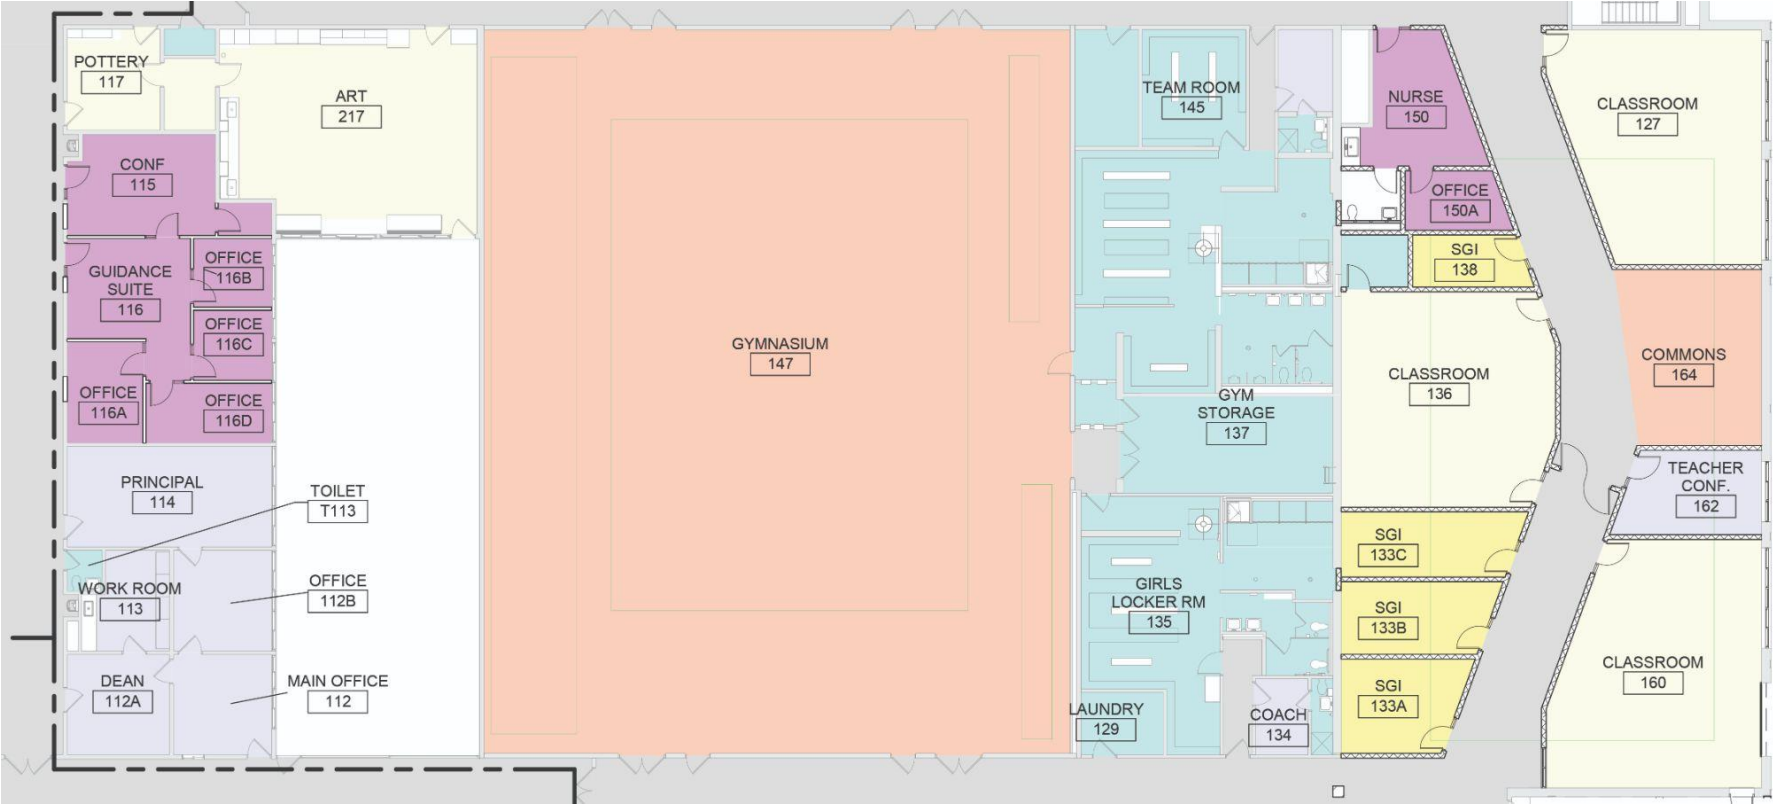 POTTERY
117
ART
217
CONF
115
GUIDANCE
SUITE
116
OFFICE
116B
OFFICE
116C
OFFICE
116A
OFFICE
116D
PRINCIPAL
114
TOILET
T113
WORK ROOM
113
OFFICE
112B
DEAN
112A
MAIN OFFICE
112
GYMNASIUM
147
TEAM ROOM
145
GYM
STORAGE
137
GIRLS
LOCKER RM
135
LAUNDRY
129
COACH
134
NURSE
150
OFFICE
150A
SGI
138
CLASSROOM
136
SGI
133C
SGI
133B
SGI
133A
CLASSROOM
127
COMMONS
164
TEACHER
CONF.
162
CLASSROOM
160